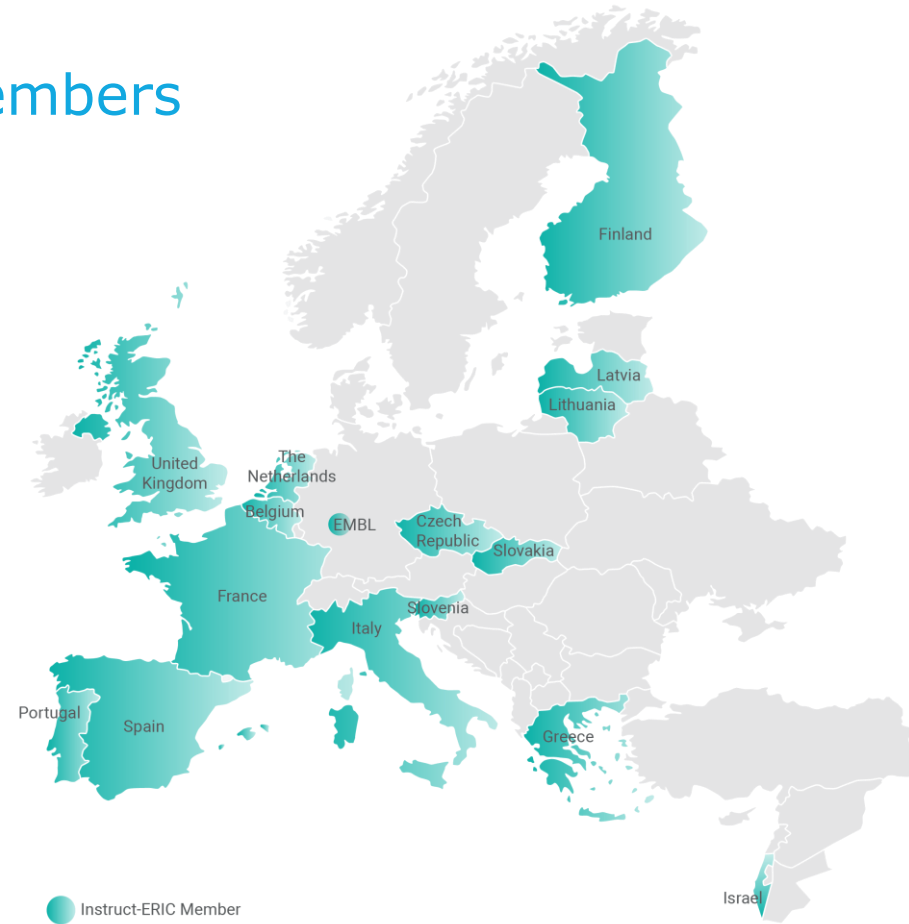 embers
Finland
Latvia
Lithuania
United
Kingdom
The
Netherlands
Belgium
EMBL
Czech
Republic
Slovakia
France
Slovenia
Italy
Portugal
Spain
Greece
Israel
Instruct-ERIC Member